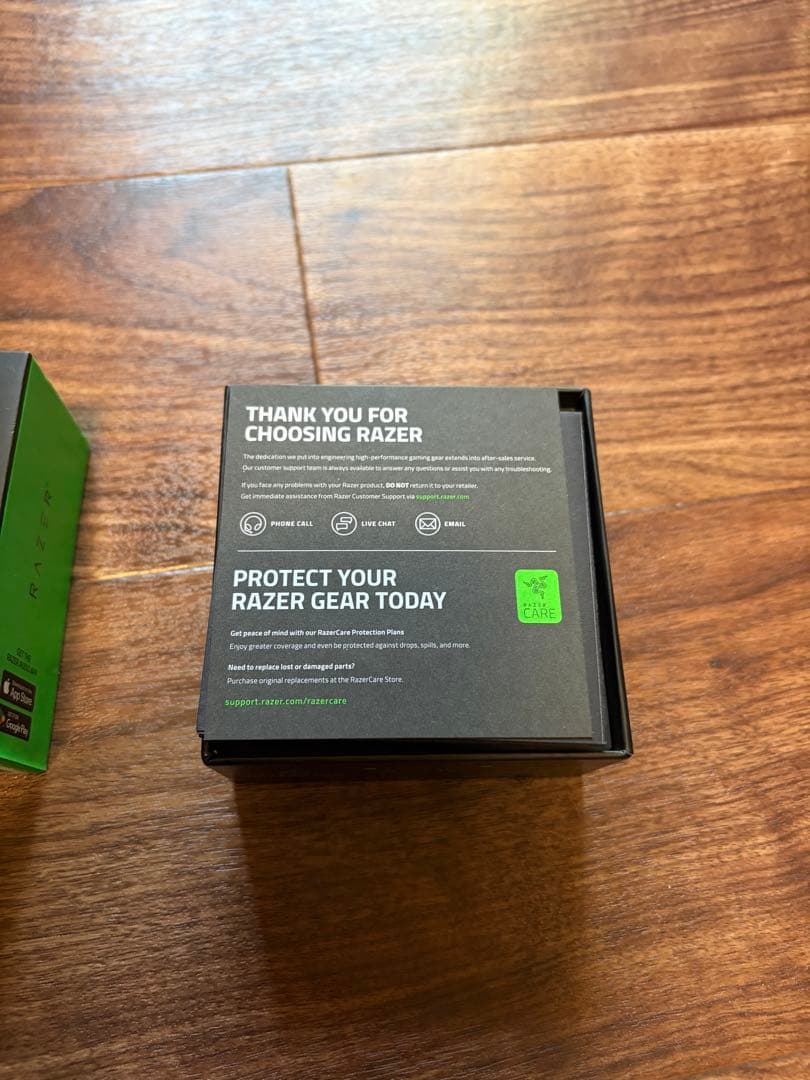 THANK YOU FOR
CHOOSING RAZER
The dedication we put into engineering high-performance gaming gear extends into after-sales service.
Our customer support team is always available to answer any questions or assist you with any troubleshooting.
If you face any problems with your Razer product, DO NOT return it to your retailer.
Get immediate assistance from Razer Customer Support via support.razer.com
PHONE CALL
LIVE CHAT
EMAIL
PROTECT YOUR
RAZER GEAR TODAY
RAZER
CARE
Get peace of mind with our RazerCare Protection Plans
Enjoy greater coverage and even be protected against drops, spills, and more.
Need to replace lost or damaged parts?
Purchase original replacements at the RazerCare Store.
support.razer.com/razercare
RAZER
GET THE
App Store
Google Play